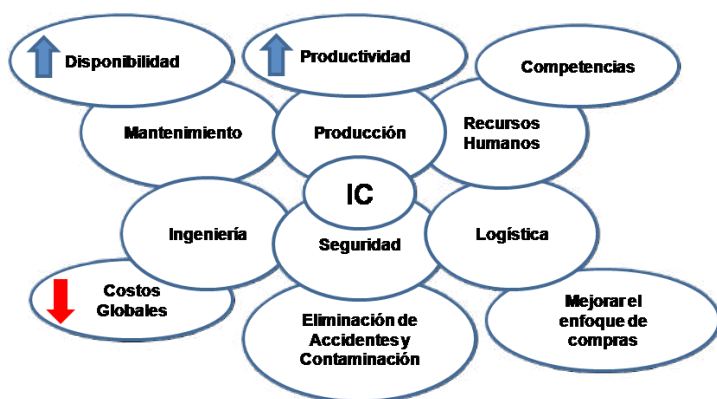 Disponibilidad
Productividad
Competencias
Mantenimiento
Producción
Recursos
Humanos
IC
Ingeniería
Seguridad
Logística
Costos
Globales
Eliminación de
Accidentes y
Contaminación
Mejorar el
enfoque de
compras